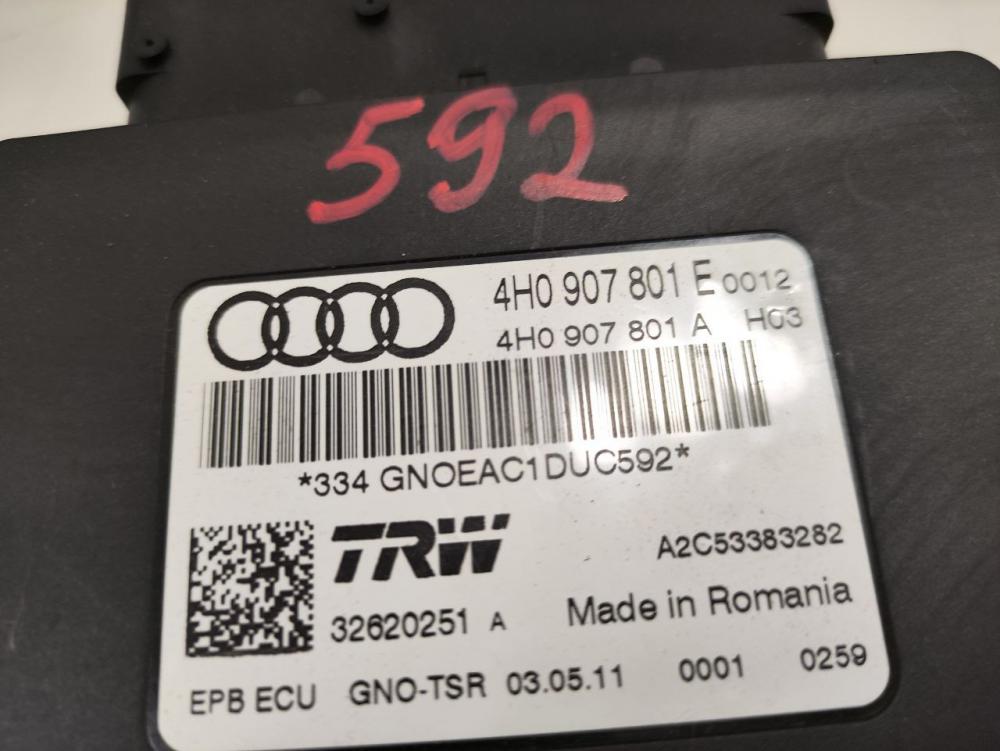 592
4H0 907 801 E 0012
4H0 907 801 A H03
*334 GNOEAC1DUC592*
TRW
A2C53383282
32620251 A
Made in Romania
EPB ECU GNO-TSR 03.05.11 0001 0259